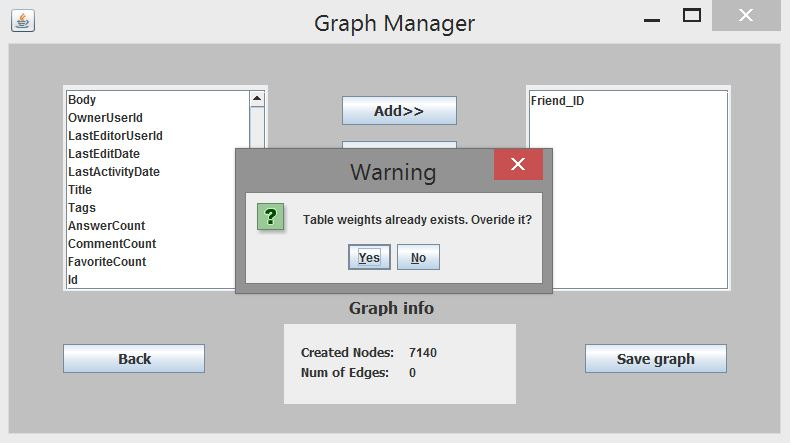 Graph Manager
Body
OwnerUserId
LastEditorUserId
LastEditDate
LastActivityDate
Title
Tags
AnswerCount
CommentCount
FavoriteCount
Id
Add>>
Friend_ID
Warning
?
Table weights already exists. Overide it?
Yes
No
Graph info
Created Nodes: 7140
Num of Edges: 0
Back
Save graph